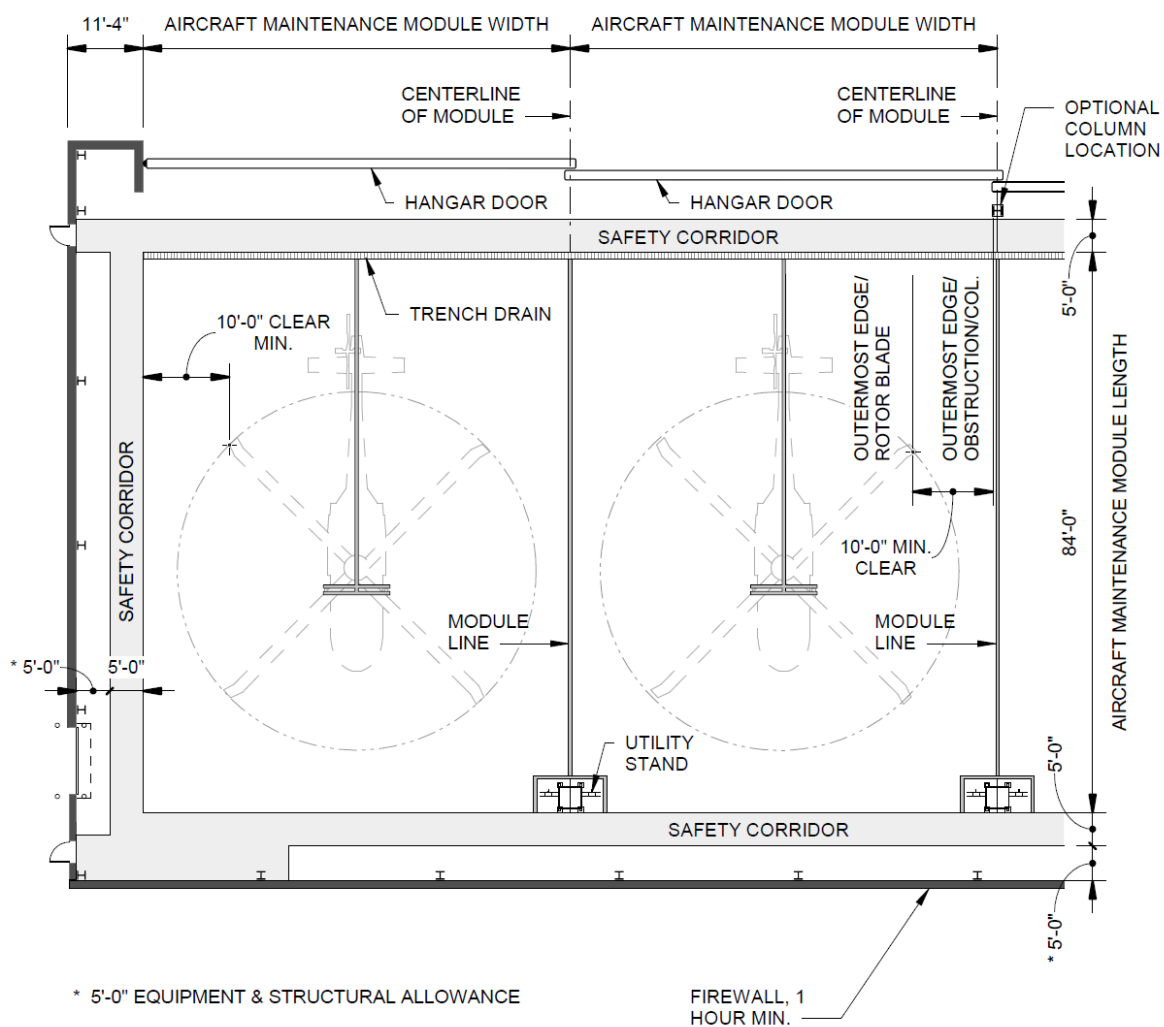 11'-4"
AIRCRAFT MAINTENANCE MODULE WIDTH
AIRCRAFT MAINTENANCE MODULE WIDTH
CENTERLINE
OF MODULE
CENTERLINE
OF MODULE
OPTIONAL
COLUMN
LOCATION
HANGAR DOOR
HANGAR DOOR
SAFETY CORRIDOR
5'-0"
TRENCH DRAIN
10'-0" CLEAR
MIN.
OUTERMOST EDGE/
ROTOR BLADE
OUTERMOST EDGE/
OBSTRUCTION/COL.
SAFETY CORRIDOR
84'-0"
AIRCRAFT MAINTENANCE MODULE LENGTH
10'-0" MIN.
CLEAR
MODULE
LINE
MODULE
LINE
* 5'-0"
5'-0"
UTILITY
STAND
5'-0"
SAFETY CORRIDOR
* 5'-0"
* 5'-0" EQUIPMENT & STRUCTURAL ALLOWANCE
FIREWALL, 1
HOUR MIN.